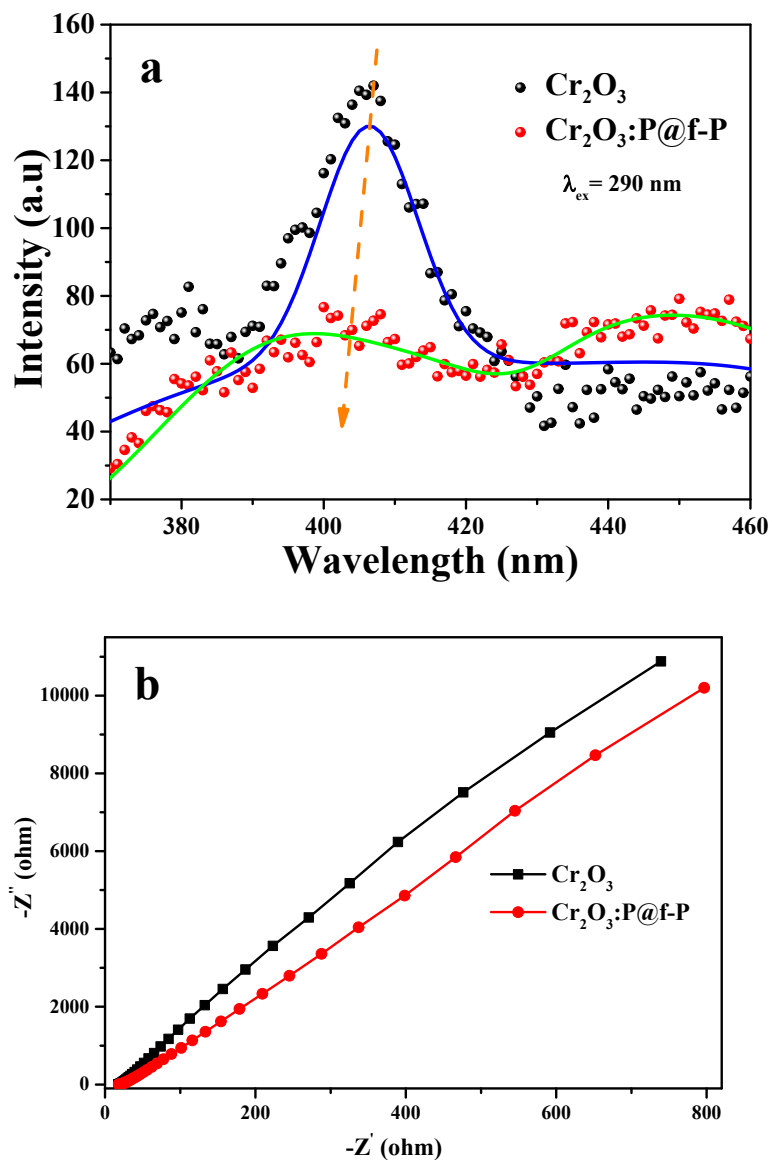 a
160
140
120
100
80
60
40
20
Intensity (a.u)
Cr₂O₃
Cr₂O₃:P@f-P
λex= 290 nm
380
400
420
440
460
Wavelength (nm)
b
10000
8000
6000
4000
2000
0
-Z'' (ohm)
Cr₂O₃
Cr₂O₃:P@f-P
0
200
400
600
800
-Z' (ohm)